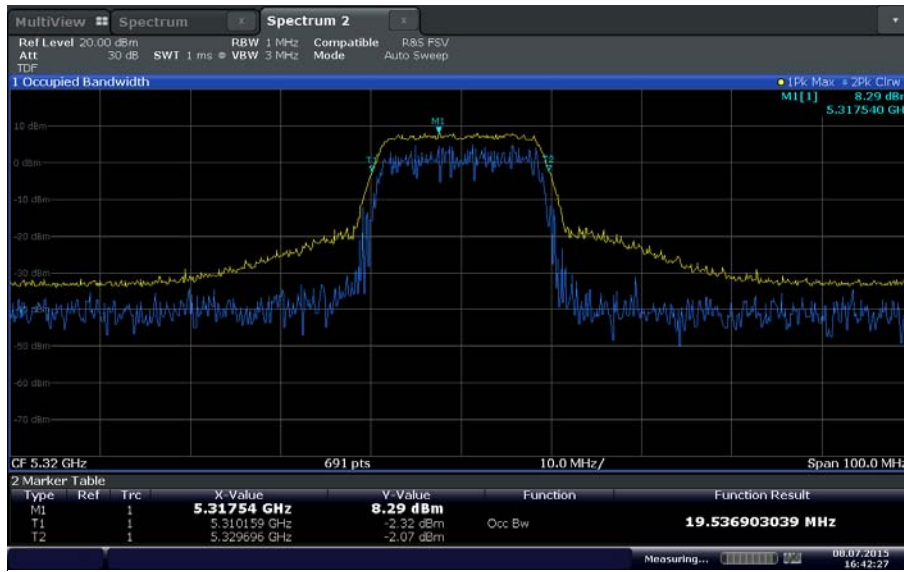 MultiView Spectrum x Spectrum 2 x
Ref Level 20.00 dBm RBW 1 MHz Compatible R&S FSV
Att 30 dB SWT 1 ms VBW 3 MHz Mode Auto Sweep
TDF
1 Occupied Bandwidth 1Pk Max 2Pk Clrw
M1[1] 8.29 dBm
5.317540 GH
10 dBm
M1
0 dBm
T1 T2
-10 dBm
-20 dBm
-30 dBm
-50 dBm
-60 dBm
-70 dBm
CF 5.32 GHz 691 pts 10.0 MHz/ Span 100.0 MHz
2 Marker Table
Type Ref Trc X-Value Y-Value Function Function Result
M1 1 5.31754 GHz 8.29 dBm
T1 1 5.310159 GHz -2.32 dBm Occ Bw 19.536903039 MHz
T2 1 5.329696 GHz -2.07 dBm
Measuring... 08.07.2015
16:42:27